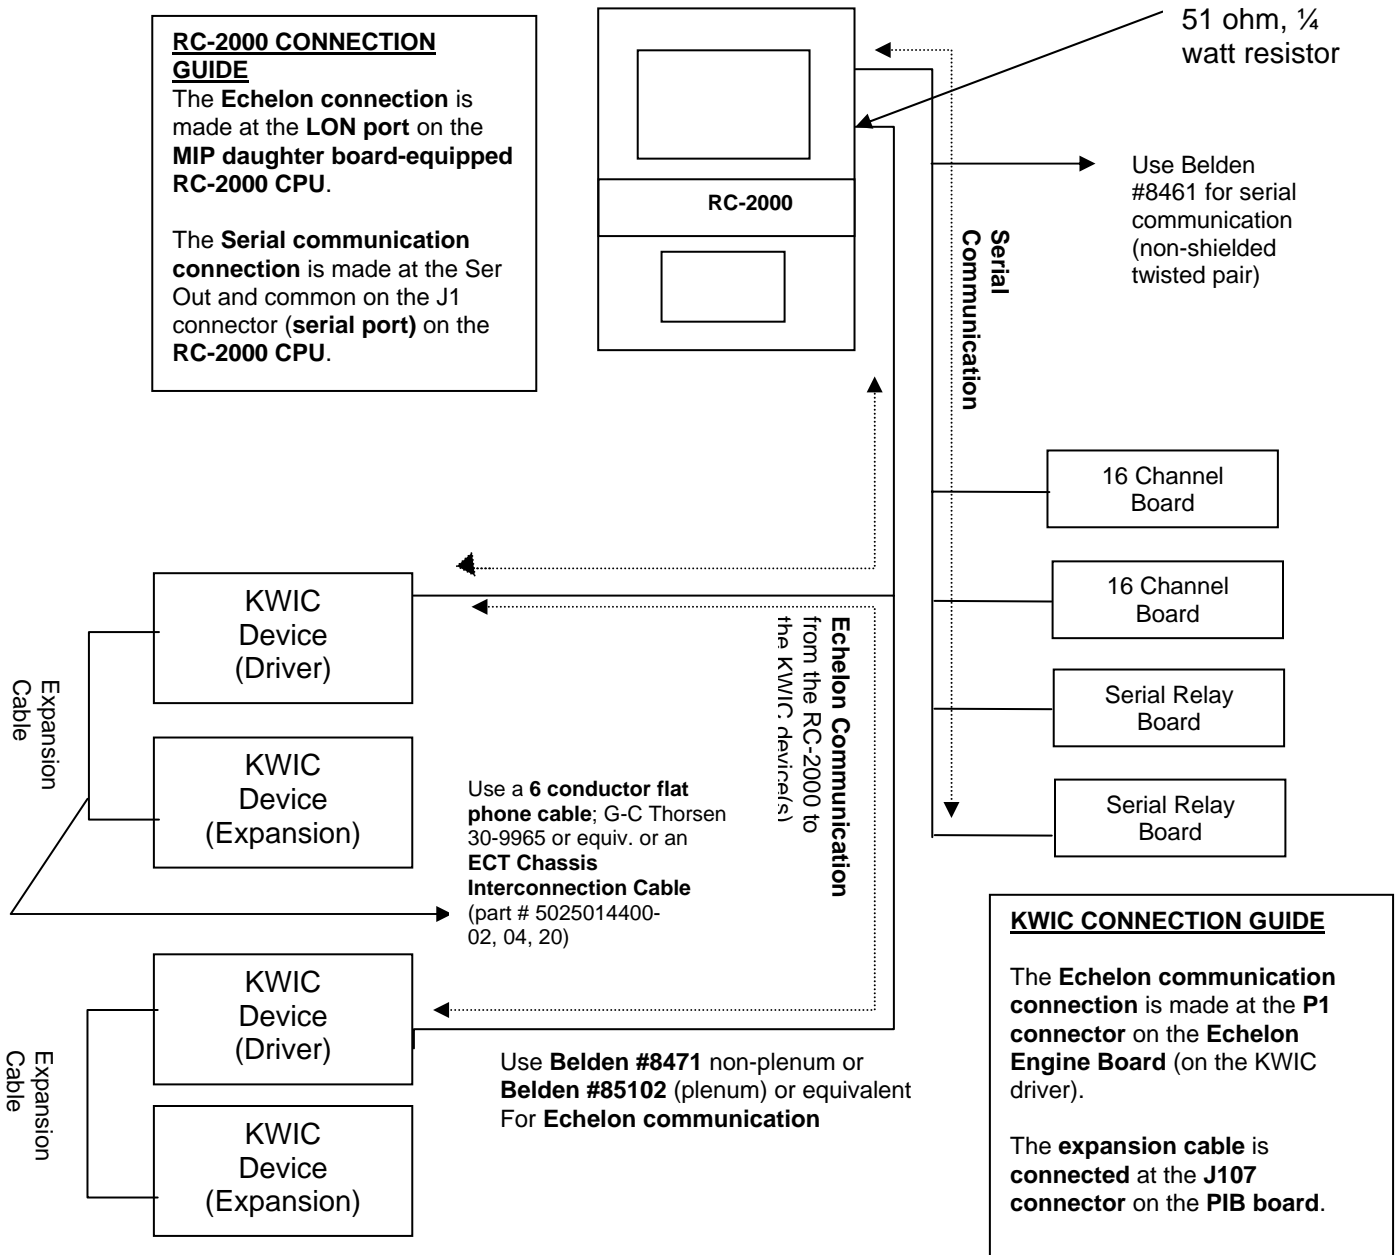 RC-2000 CONNECTION
GUIDE
The Echelon connection is
made at the LON port on the
MIP daughter board-equipped
RC-2000 CPU.
The Serial communication
connection is made at the Ser
Out and common on the J1
connector (serial port) on the
RC-2000 CPU.
RC-2000
51 ohm, ¼
watt resistor
Use Belden
#8461 for serial
communication
(non-shielded
twisted pair)
Serial
Communication
16 Channel
Board
16 Channel
Board
Serial Relay
Board
Serial Relay
Board
KWIC
Device
(Driver)
Expansion
Cable
KWIC
Device
(Expansion)
Echelon Communication
from the RC-2000 to
the KWIC device(s)
Use a 6 conductor flat
phone cable; G-C Thorsen
30-9965 or equiv. or an
ECT Chassis
Interconnection Cable
(part # 5025014400-
02, 04, 20)
KWIC
Device
(Driver)
Expansion
Cable
KWIC
Device
(Expansion)
Use Belden #8471 non-plenum or
Belden #85102 (plenum) or equivalent
For Echelon communication
KWIC CONNECTION GUIDE
The Echelon communication
connection is made at the P1
connector on the Echelon
Engine Board (on the KWIC
driver).
The expansion cable is
connected at the J107
connector on the PIB board.